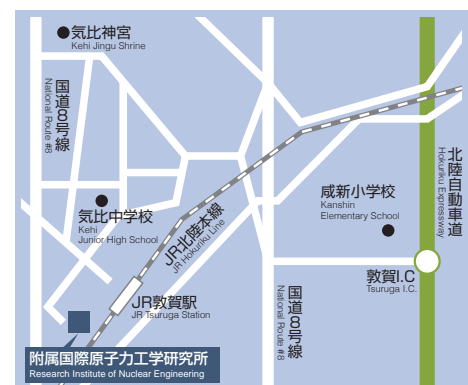 気比神宮
Kehi Jingu Shrine
国道8号線
National Route #8
北陸自動車道
Hokuriku Expressway
咸新小学校
Kanshin
Elementary School
気比中学校
Kehi
Junior High School
JR北陸本線
JR Hokuriku Line
敦賀I.C
Tsuruga I.C.
国道8号線
National Route #8
JR敦賀駅
JR Tsuruga Station
附属国際原子力工学研究所
Research Institute of Nuclear Engineering